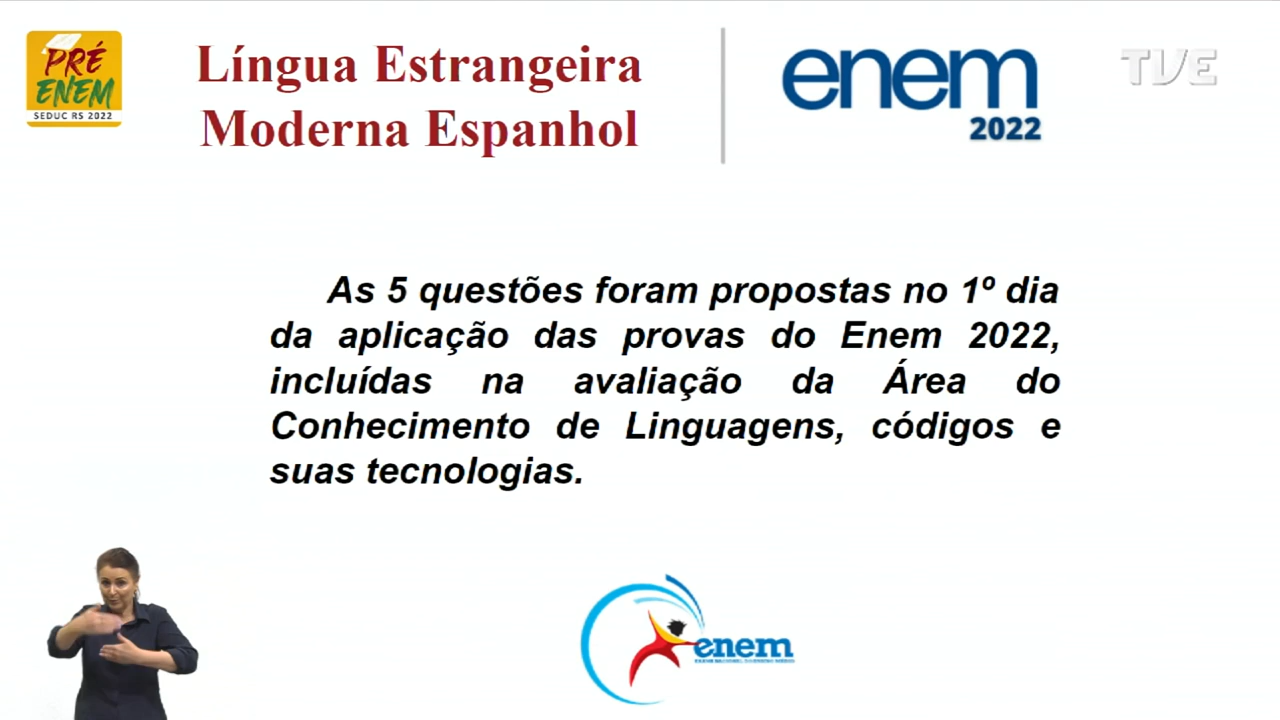 PRÉ
ENEM
SEDUC RS 2022
Língua Estrangeira
Moderna Espanhol
enem
2022
TVE
As 5 questões foram propostas no 1º dia
da aplicação das provas do Enem 2022,
incluídas na avaliação da Área do
Conhecimento de Linguagens, códigos e
suas tecnologias.
enem